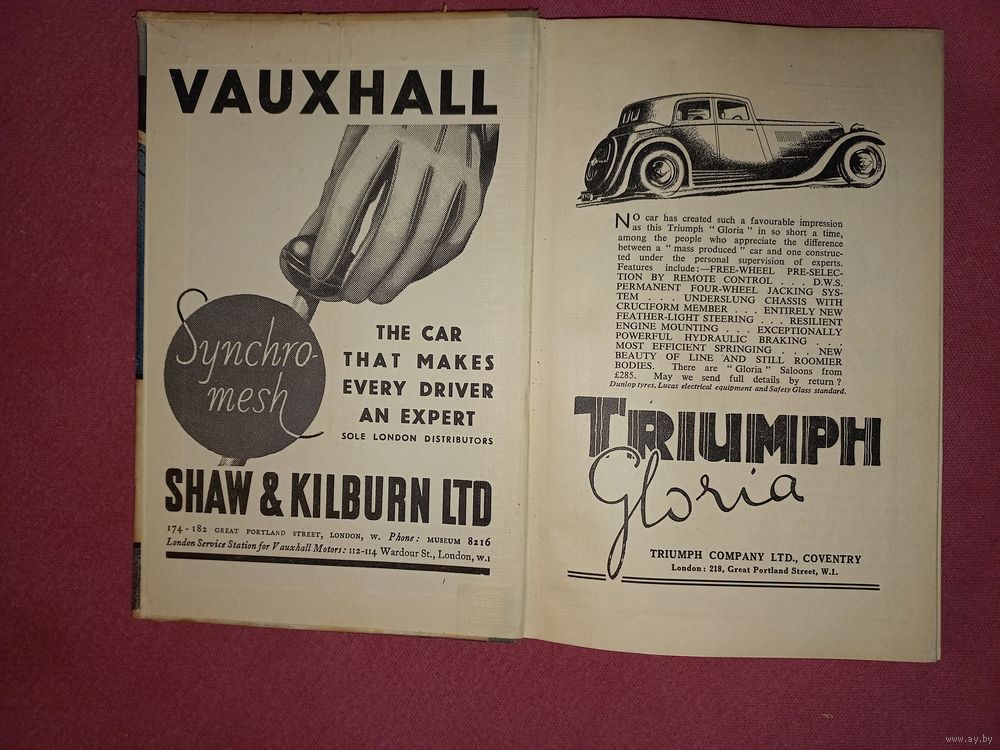 VAUXHALL
Synchro-
mesh
THE CAR
THAT MAKES
EVERY DRIVER
AN EXPERT
SOLE LONDON DISTRIBUTORS
SHAW & KILBURN LTD
174-182 GREAT PORTLAND STREET, LONDON, W. Phone: MUSEUM 8216
London Service Station for Vauxhall Motors: 112-114 Wardour St., London, W.1
NO car has created such a favourable impression
as this Triumph "Gloria" in so short a time,
among the people who appreciate the difference
between a "mass produced" car and one construc-
ted under the personal supervision of experts.
Features include:—FREE-WHEEL PRE-SELEC-
TION BY REMOTE CONTROL . . . D.W.S.
PERMANENT FOUR-WHEEL JACKING SYS-
TEM . . . UNDERSLUNG CHASSIS WITH
CRUCIFORM MEMBER . . . ENTIRELY NEW
FEATHER-LIGHT STEERING . . . RESILIENT
ENGINE MOUNTING . . . EXCEPTIONALLY
POWERFUL HYDRAULIC BRAKING . . .
MOST EFFICIENT SPRINGING . . . NEW
BEAUTY OF LINE AND STILL ROOMIER
BODIES. There are "Gloria" Saloons from
£285. May we send full details by return?
Dunlop tyres, Lucas electrical equipment and Safety Glass standard.
TRIUMPH
Gloria
TRIUMPH COMPANY LTD., COVENTRY
London: 218, Great Portland Street, W.1.
www.ay.by